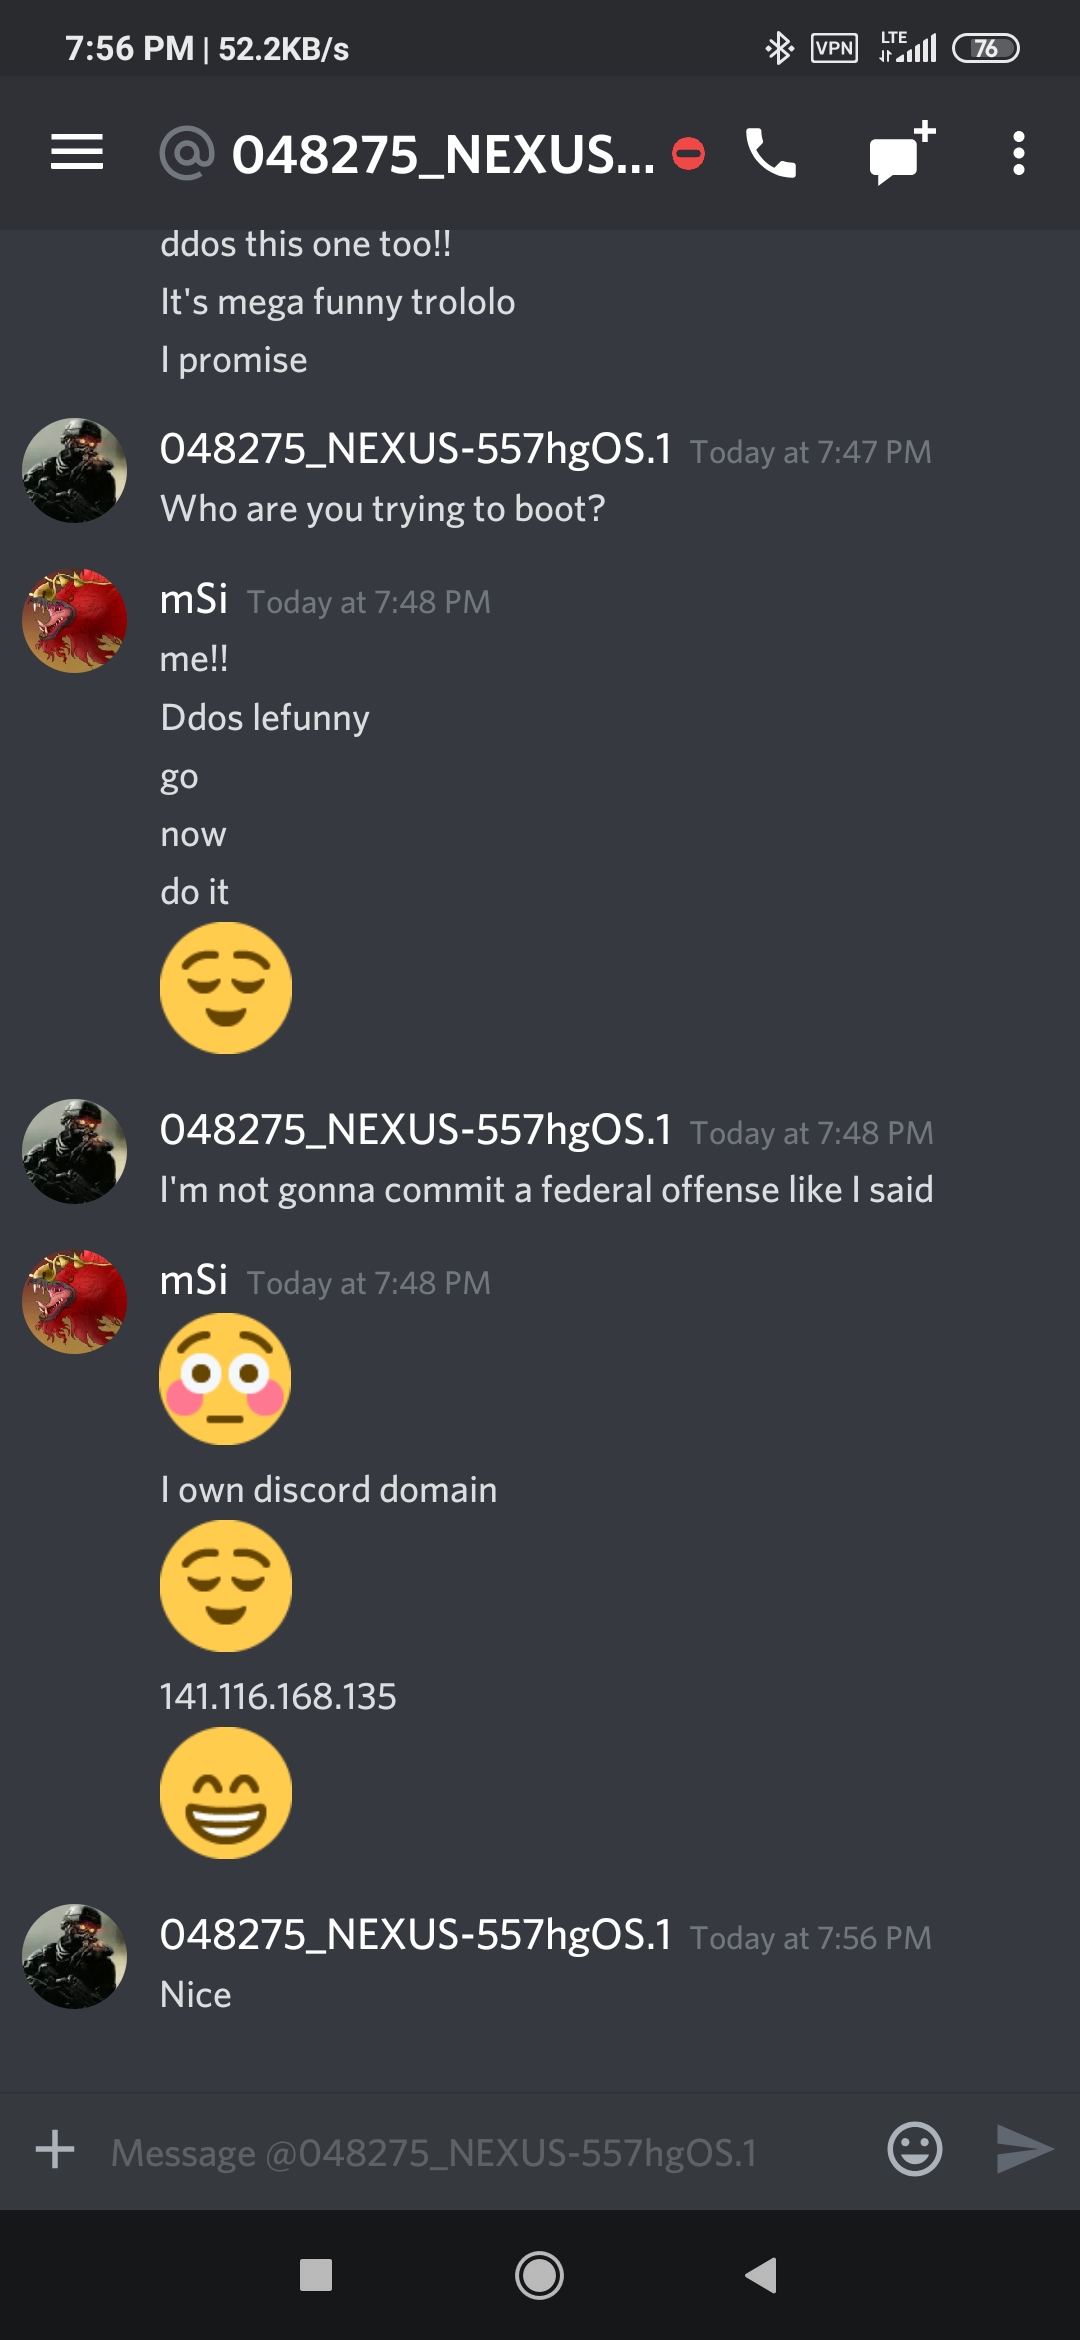 7:56 PM | 52.2KB/s VPN LTE 76
@ 048275_NEXUS...
ddos this one too!!
It's mega funny trololo
I promise
048275_NEXUS-557hgOS.1 Today at 7:47 PM
Who are you trying to boot?
mSi Today at 7:48 PM
me!!
Ddos lefunny
go
now
do it
048275_NEXUS-557hgOS.1 Today at 7:48 PM
I'm not gonna commit a federal offense like I said
mSi Today at 7:48 PM
I own discord domain
141.116.168.135
048275_NEXUS-557hgOS.1 Today at 7:56 PM
Nice
Message @048275_NEXUS-557hgOS.1